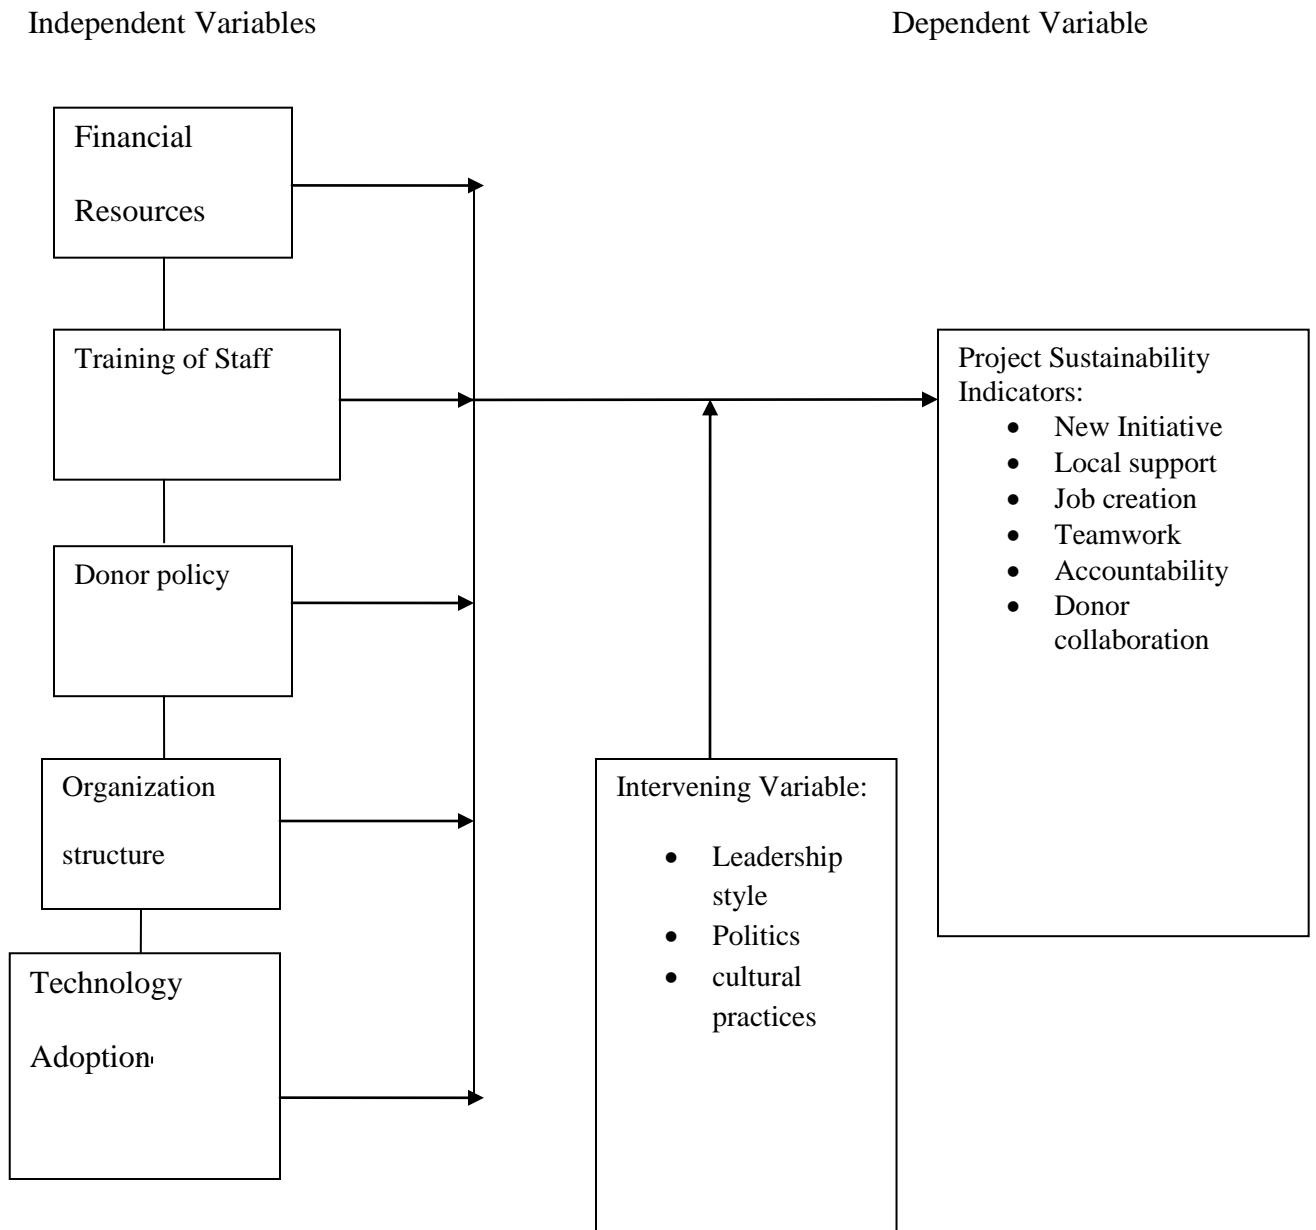 Independent Variables
Dependent Variable
Financial
Resources
Training of Staff
Donor policy
Organization
structure
Technology
Adoption
Intervening Variable:
• Leadership
style
• Politics
• cultural
practices
Project Sustainability
Indicators:
• New Initiative
• Local support
• Job creation
• Teamwork
• Accountability
• Donor
collaboration